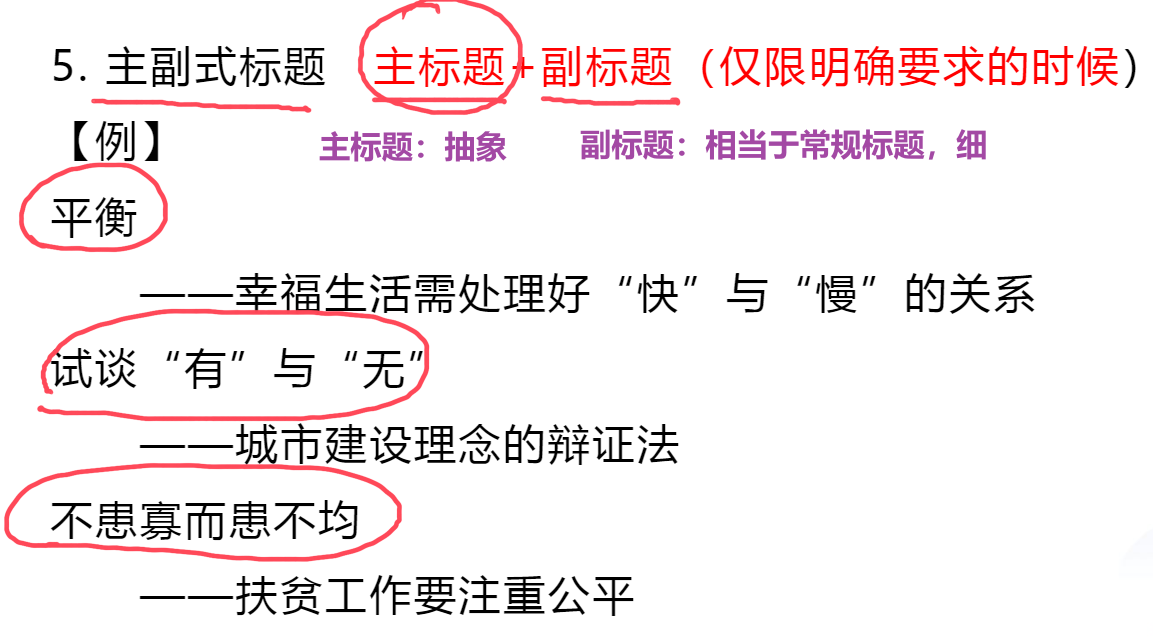 5. 主副式标题（主标题+副标题（仅限明确要求的时候）
【例】 主标题：抽象 副标题：相当于常规标题，细
平衡
——幸福生活需处理好“快”与“慢”的关系
试谈“有”与“无”
——城市建设理念的辩证法
不患寡而患不均
——扶贫工作要注重公平